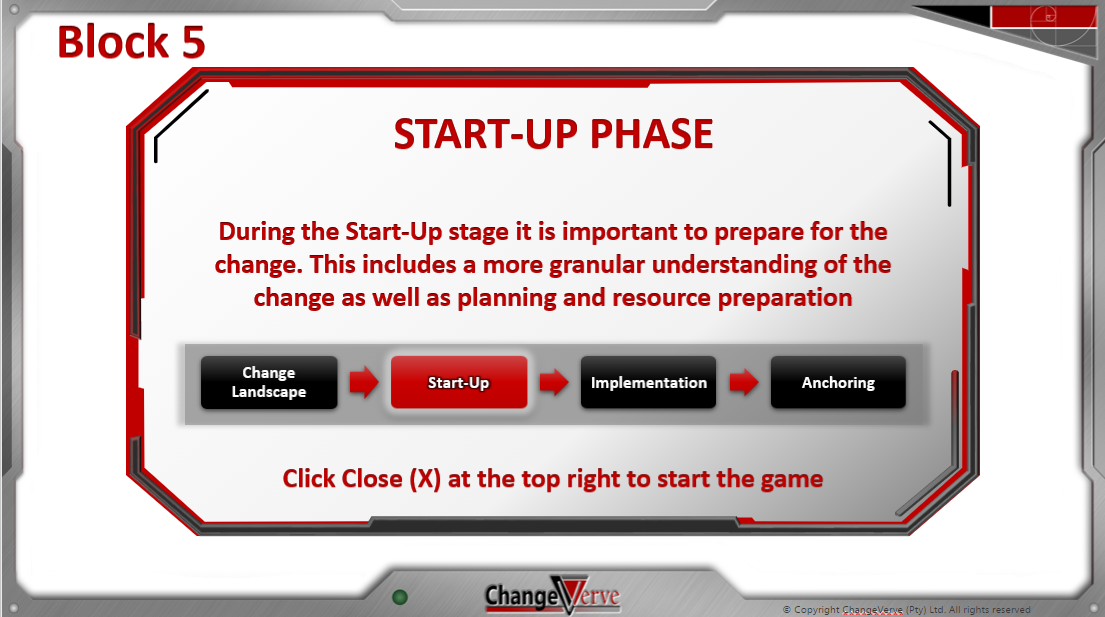 Block 5
START-UP PHASE
During the Start-Up stage it is important to prepare for the
change. This includes a more granular understanding of the
change as well as planning and resource preparation
Change
Landscape
Start-Up
Implementation
Anchoring
Click Close (X) at the top right to start the game
ChangeVerve
© Copyright ChangeVerve (Pty) Ltd. All rights reserved